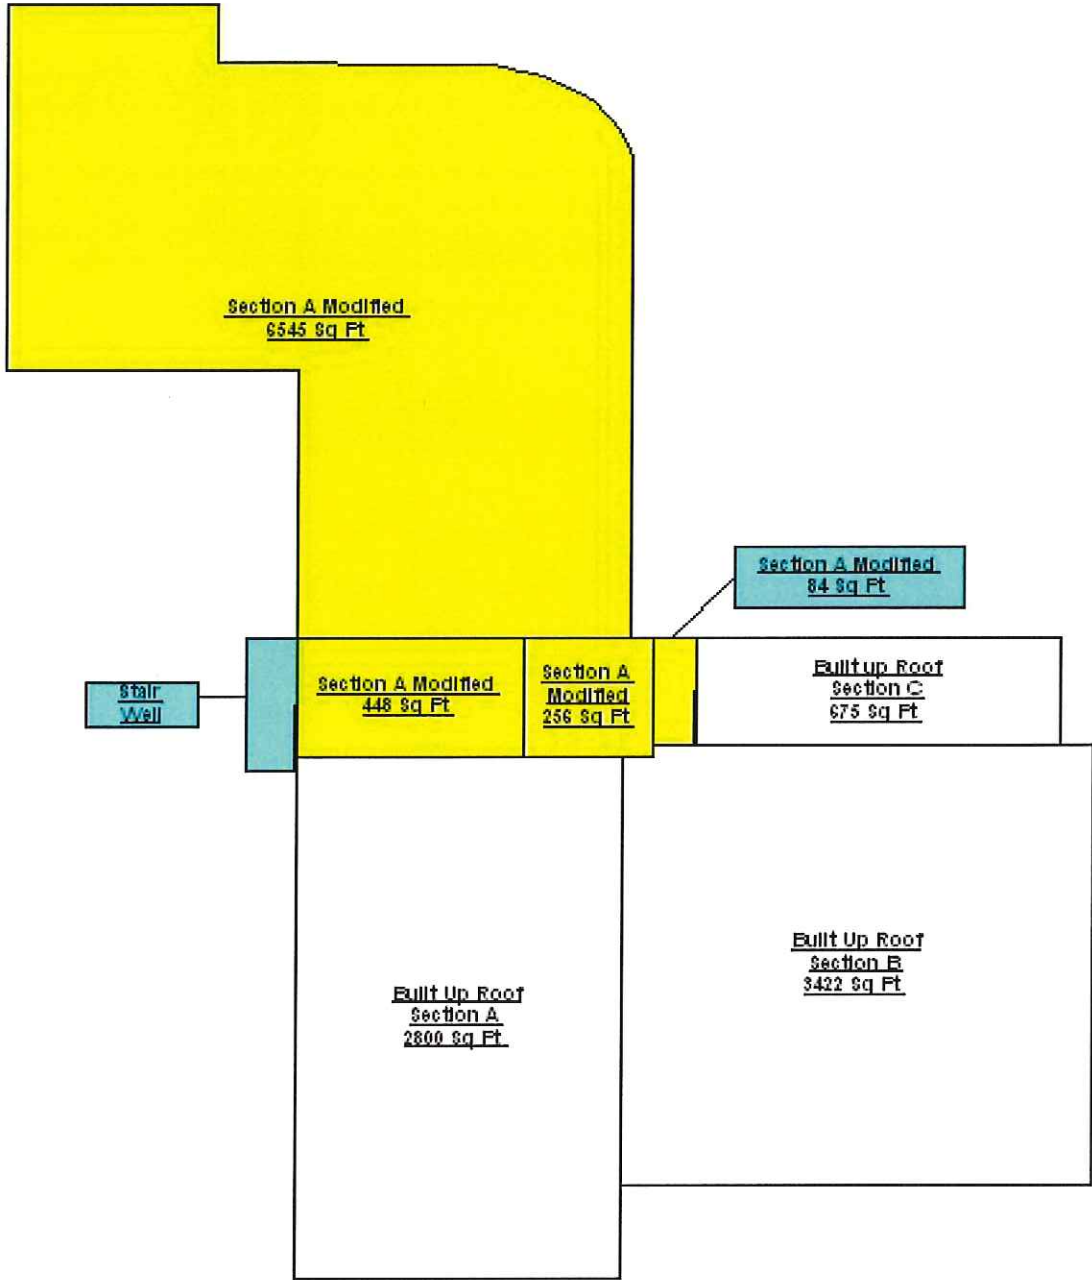 Section A Modified
6545 Sq Ft
Section A Modified
84 Sq Ft
Stair
Well
Section A Modified
448 Sq Ft
Section A
Modified
256 Sq Ft
Built up Roof
Section C
675 Sq Ft
Built Up Roof
Section B
3422 Sq Ft
Built Up Roof
Section A
2800 Sq Ft